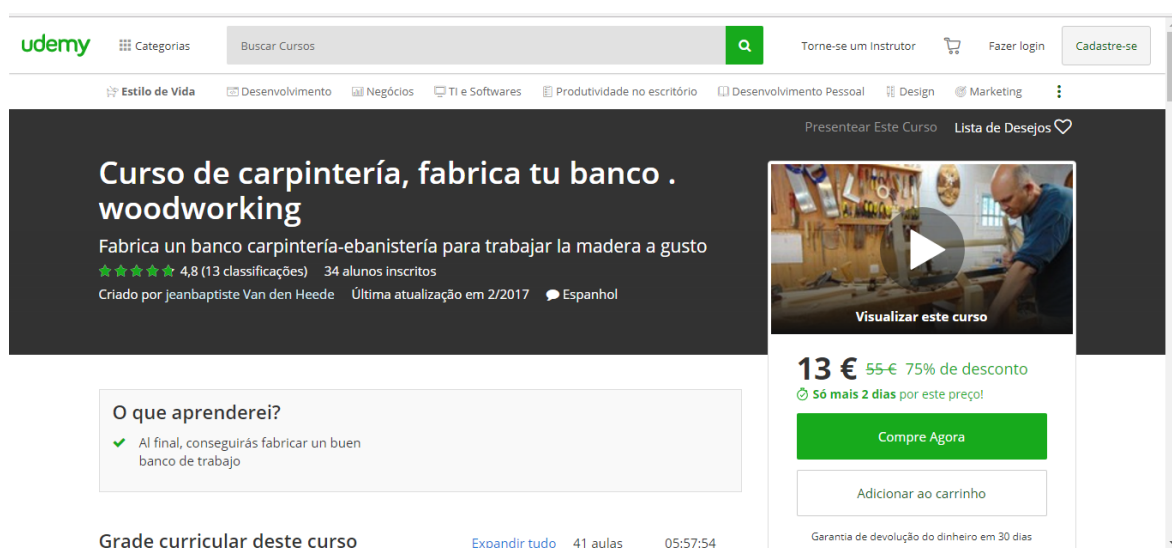 udemy
Categorias
Buscar Cursos
Torne-se um Instrutor
Fazer login
Cadastre-se
Estilo de Vida
Desenvolvimento
Negócios
TI e Softwares
Produtividade no escritório
Desenvolvimento Pessoal
Design
Marketing
Presentear Este Curso
Lista de Desejos
Curso de carpintería, fabrica tu banco .
woodworking
Fabrica un banco carpintería-ebanistería para trabajar la madera a gusto
4,8 (13 classificações) 34 alunos inscritos
Criado por jeanbaptiste Van den Heede Última atualização em 2/2017 Espanhol
Visualizar este curso
13 € 55 € 75% de desconto
Só mais 2 dias por este preço!
Compre Agora
Adicionar ao carrinho
Garantia de devolução do dinheiro em 30 dias
O que aprenderei?
Al final, conseguirás fabricar un buen
banco de trabajo
Grade curricular deste curso
Expandir tudo 41 aulas 05:57:54